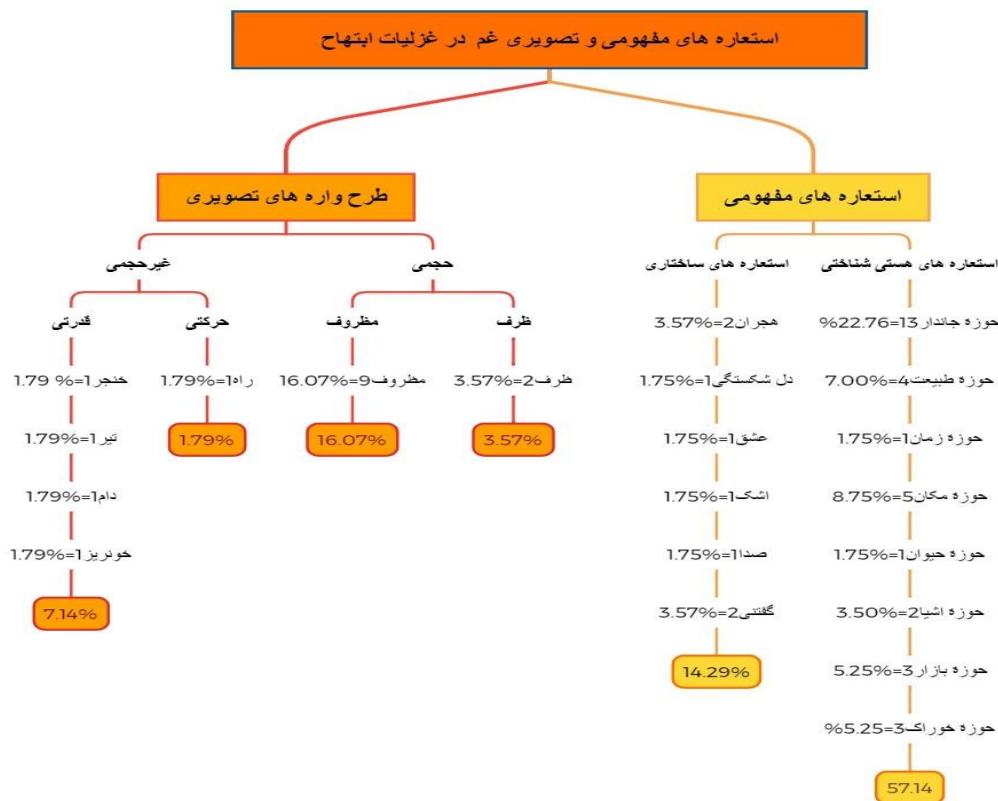 استعاره های مفهومی و تصویری غم در غزلیات ابتهاج
استعاره های مفهومی
استعاره های هستی شناختی
حوزه جاندار13=22.76%
حوزه طبیعت4=7.00%
حوزه زمان1=1.75%
حوزه مکان5=8.75%
حوزه حیوان1=1.75%
حوزه اشیا2=3.50%
حوزه بازار3=5.25%
حوزه خوراک3=5.25%
57.14
استعاره های ساختاری
هجران2=3.57%
دل شکستگی1=1.75%
عشق1=1.75%
اشک1=1.75%
صدا1=1.75%
گفتنی2=3.57%
14.29%
طرح واره های تصویری
حجمی
ظرف
ظرف2=3.57%
3.57%
مظروف
مظروف9=16.07%
16.07%
غیرحجمی
حرکتی
راه1=1.79%
1.79%
قدرتی
خنجر1=1.79 %
تیر1=1.79%
دام1=1.79%
خونریز1=1.79%
7.14%